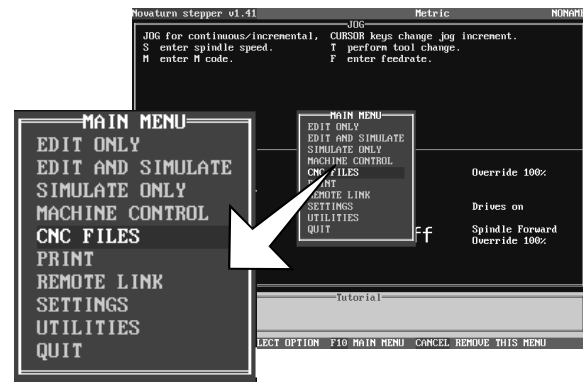 Novaturn stepper v1.41 Metric NONAM
JOG
JOG for continuous/incremental, CURSOR keys change jog increment.
S enter spindle speed. T perform tool change.
M enter M code. F enter feedrate.
MAIN MENU
EDIT ONLY
EDIT AND SIMULATE
SIMULATE ONLY
MACHINE CONTROL
CNC FILES
PRINT
REMOTE LINK
SETTINGS
UTILITIES
QUIT
MAIN MENU
EDIT ONLY
EDIT AND SIMULATE
SIMULATE ONLY
MACHINE CONTROL
CNC FILES
REMOTE LINK
SETTINGS
UTILITIES
QUIT
Override 100%
Drives on
ff Spindle Forward
Override 100%
Tutorial
LECT OPTION F10 MAIN MENU CANCEL REMOVE THIS MENU